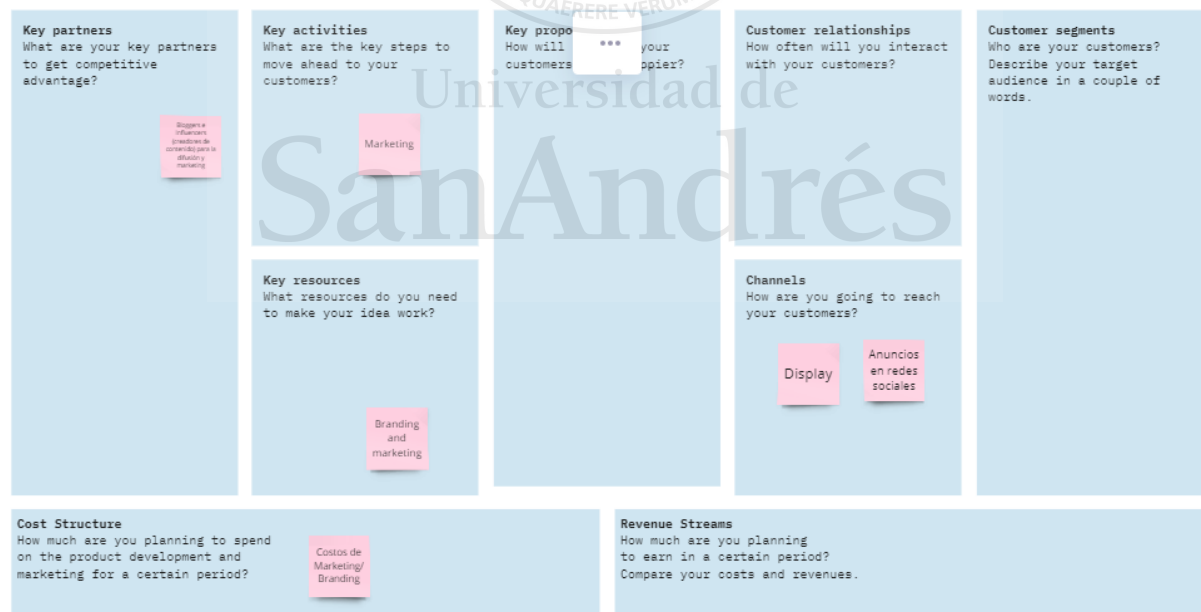 QUAERERE VERUM
Key partners
What are your key partners
to get competitive
advantage?
Bloggers e
influencers
(creadores de
contenido) para la
difusión y
marketing
Key activities
What are the key steps to
move ahead to your
customers?
Marketing
Key resources
What resources do you need
to make your idea work?
Branding
and
marketing
Key propo
How will your
customers ppier?
Customer relationships
How often will you interact
with your customers?
Channels
How are you going to reach
your customers?
Display
Anuncios
en redes
sociales
Customer segments
Who are your customers?
Describe your target
audience in a couple of
words.
Universidad de
SanAndrés
Cost Structure
How much are you planning to spend
on the product development and
marketing for a certain period?
Costos de
Marketing/
Branding
Revenue Streams
How much are you planning
to earn in a certain period?
Compare your costs and revenues.